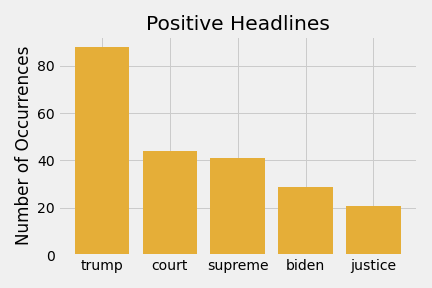 Positive Headlines
Number of Occurrences
80
60
40
20
0
trump court supreme biden justice